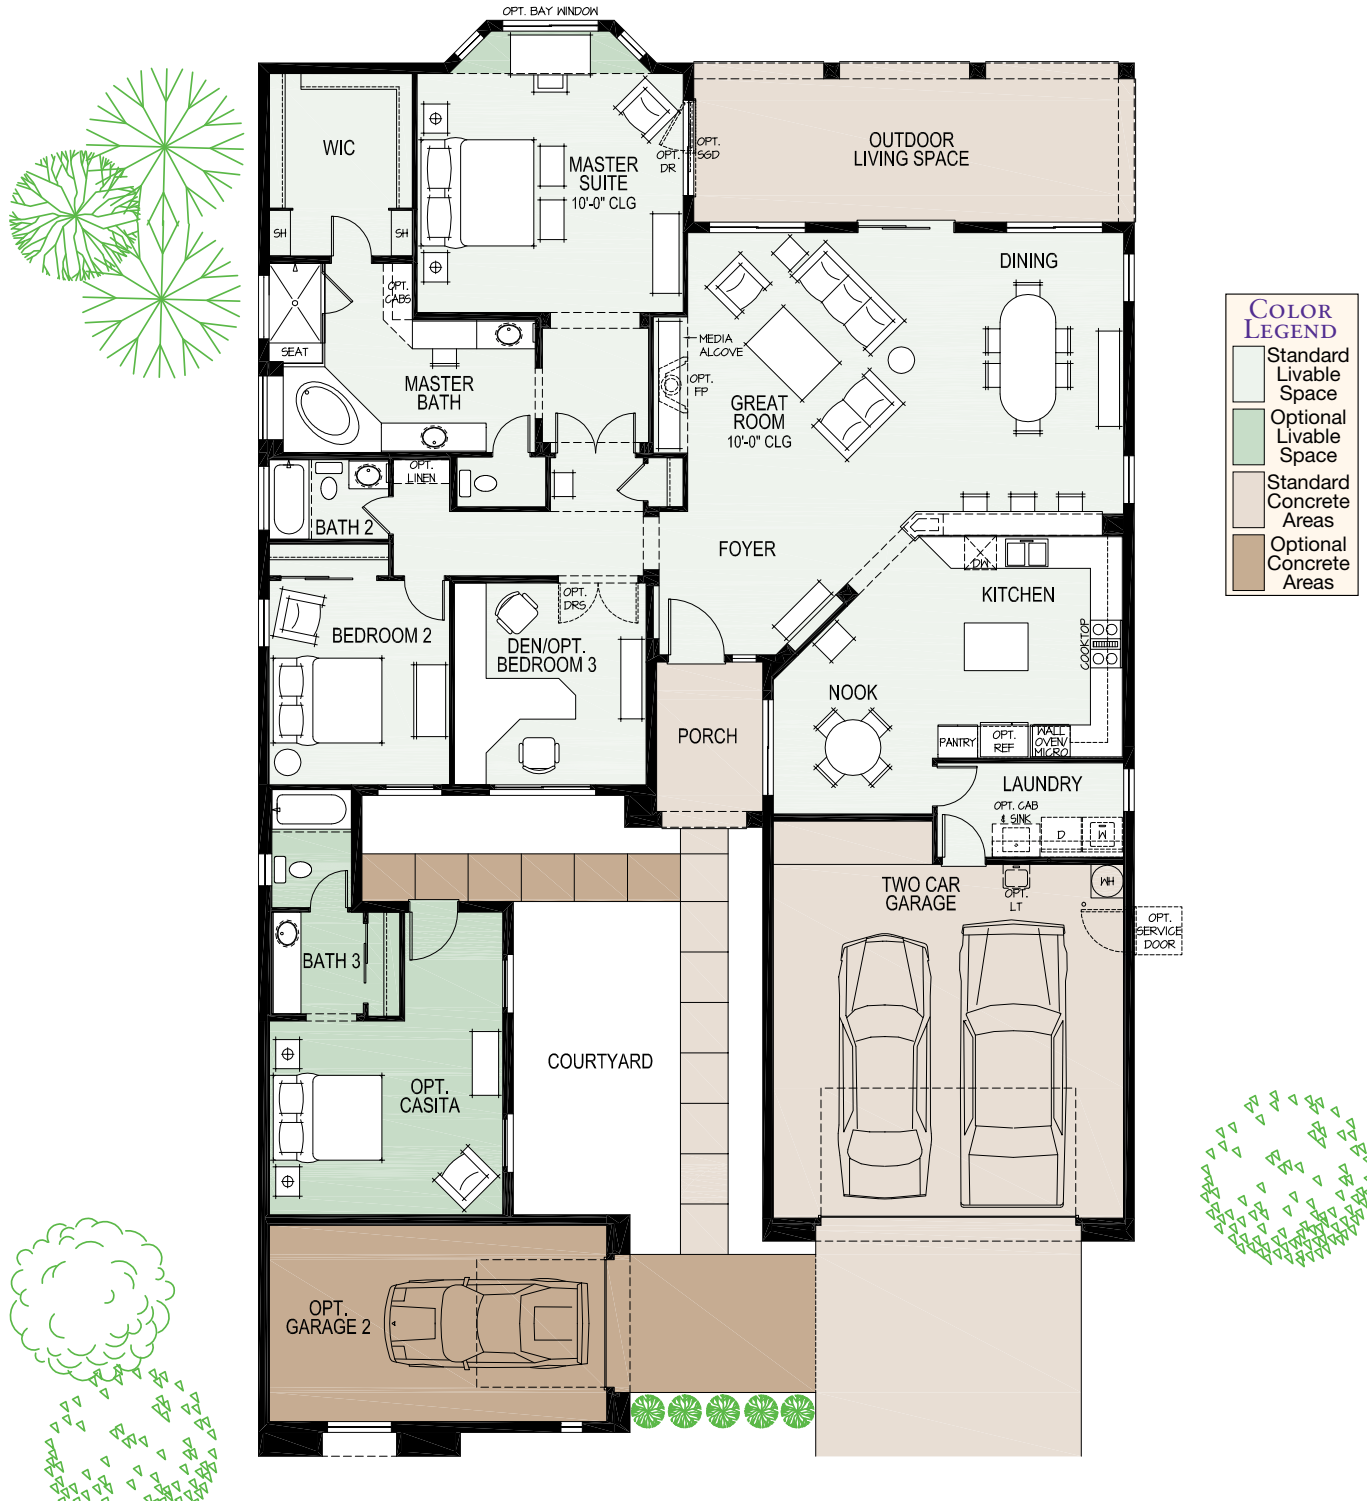 OPT. BAY WINDOW
WIC
MASTER
SUITE
10'-0" CLG
OPT.
DR
OPT.
SGD
OUTDOOR
LIVING SPACE
SH
SH
OPT.
CABS
SEAT
MASTER
BATH
MEDIA
ALCOVE
OPT.
FP
GREAT
ROOM
10'-0" CLG
DINING
COLOR
LEGEND
Standard
Livable
Space
Optional
Livable
Space
Standard
Concrete
Areas
Optional
Concrete
Areas
OPT.
LINEN
BATH 2
FOYER
DW
KITCHEN
COOKTOP
BEDROOM 2
OPT.
DRS
DEN/OPT.
BEDROOM 3
NOOK
PORCH
PANTRY
OPT.
REF
WALL
OVEN/
MICRO
LAUNDRY
OPT. CAB
& SINK
D
W
TWO CAR
GARAGE
OPT.
LT
WH
OPT.
SERVICE
DOOR
BATH 3
COURTYARD
OPT.
CASITA
OPT.
GARAGE 2